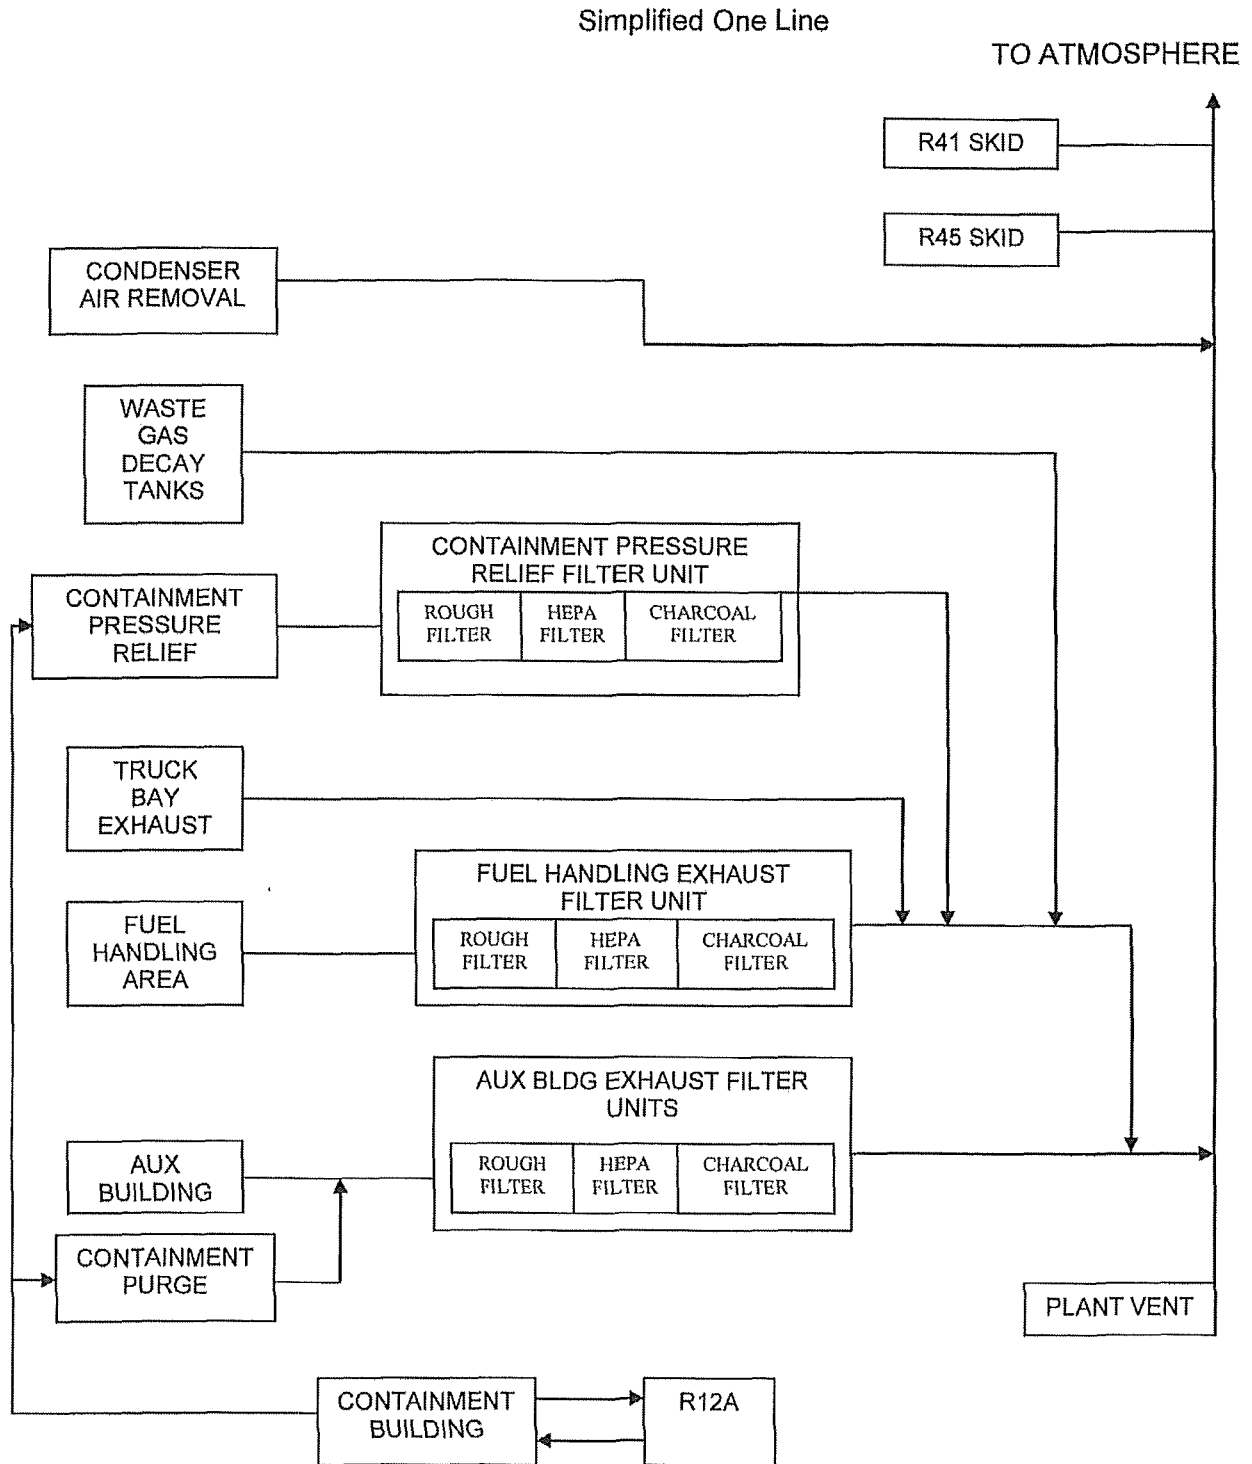 Simplified One Line
TO ATMOSPHERE
R41 SKID
R45 SKID
CONDENSER
AIR REMOVAL
WASTE
GAS
DECAY
TANKS
CONTAINMENT PRESSURE
RELIEF FILTER UNIT
ROUGH
FILTER
HEPA
FILTER
CHARCOAL
FILTER
CONTAINMENT
PRESSURE
RELIEF
TRUCK
BAY
EXHAUST
FUEL HANDLING EXHAUST
FILTER UNIT
ROUGH
FILTER
HEPA
FILTER
CHARCOAL
FILTER
FUEL
HANDLING
AREA
AUX BLDG EXHAUST FILTER
UNITS
ROUGH
FILTER
HEPA
FILTER
CHARCOAL
FILTER
AUX
BUILDING
CONTAINMENT
PURGE
PLANT VENT
CONTAINMENT
BUILDING
R12A